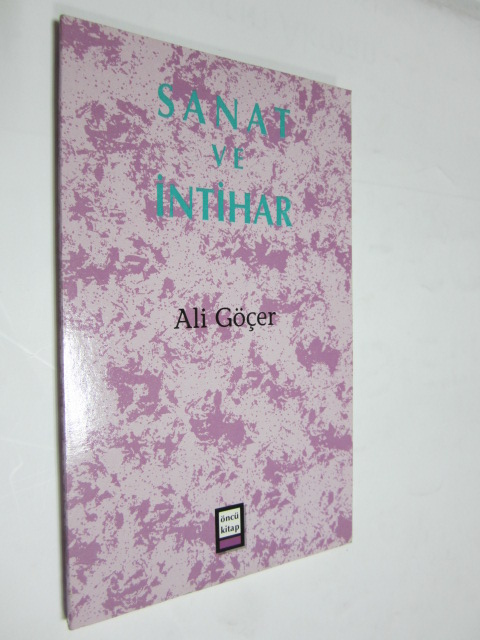 SANAT
VE
İNTİHAR
Ali Göçer
öncü
kitap